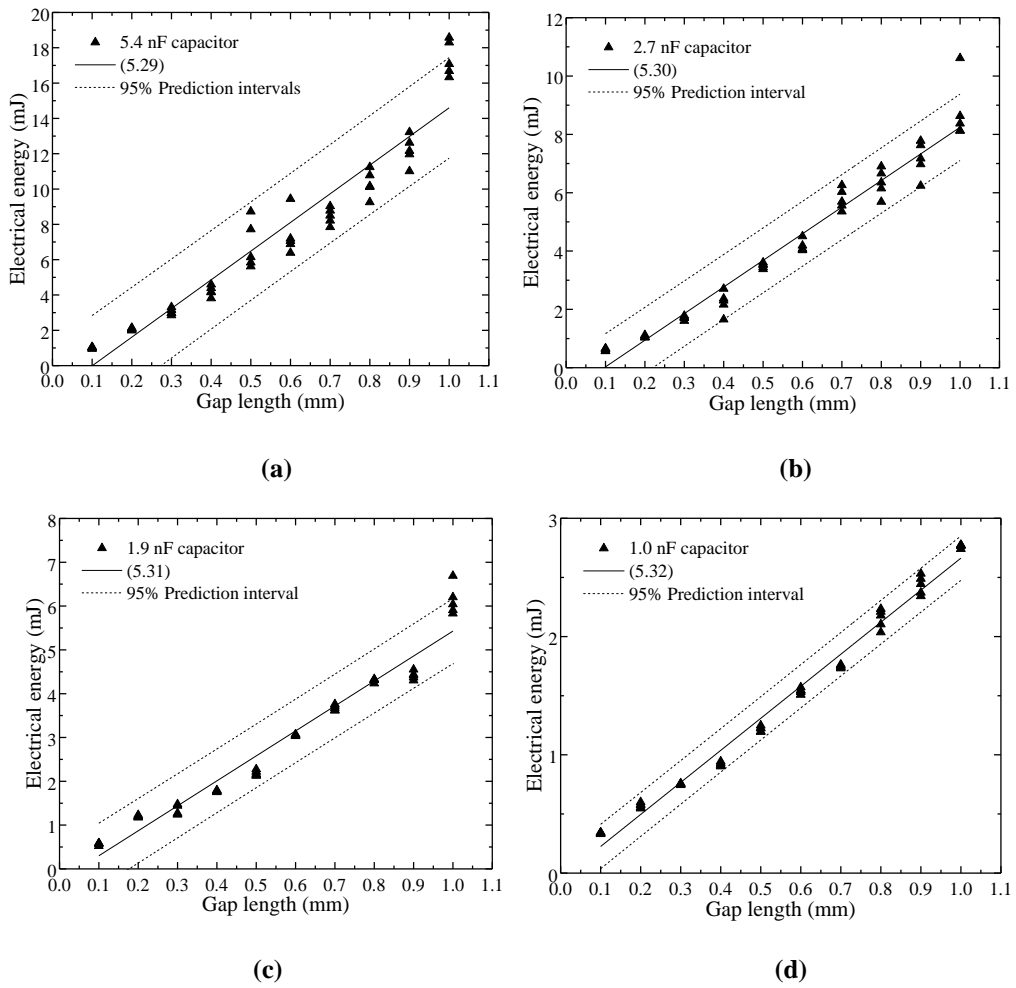 20
18
16
14
12
10
8
6
4
2
0
Electrical energy (mJ)
5.4 nF capacitor
(5.29)
95% Prediction intervals
0.0 0.1 0.2 0.3 0.4 0.5 0.6 0.7 0.8 0.9 1.0 1.1
Gap length (mm)
(a)
12
10
8
6
4
2
0
Electrical energy (mJ)
2.7 nF capacitor
(5.30)
95% Prediction interval
0.0 0.1 0.2 0.3 0.4 0.5 0.6 0.7 0.8 0.9 1.0 1.1
Gap length (mm)
(b)
8
7
6
5
4
3
2
1
0
Electrical energy (mJ)
1.9 nF capacitor
(5.31)
95% Prediction interval
0.0 0.1 0.2 0.3 0.4 0.5 0.6 0.7 0.8 0.9 1.0 1.1
Gap length (mm)
(c)
3
2
1
0
Electrical energy (mJ)
1.0 nF capacitor
(5.32)
95% Prediction interval
0.0 0.1 0.2 0.3 0.4 0.5 0.6 0.7 0.8 0.9 1.0 1.1
Gap length (mm)
(d)